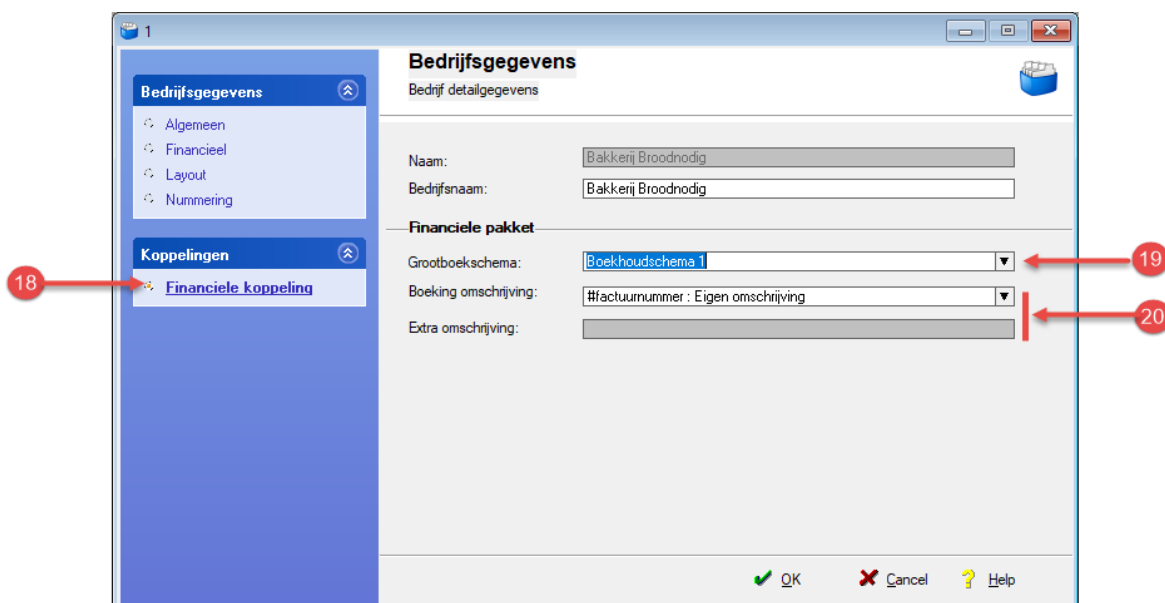 1
Bedrijfsgegevens
Algemeen
Financieel
Layout
Nummering
Koppelingen
Financiele koppeling
18
Bedrijfsgegevens
Bedrijf detailgegevens
Naam: Bakkerij Broodnodig
Bedrijfsnaam: Bakkerij Broodnodig
Financiele pakket
Grootboekschema: Boekhoudschema 1
19
Boeking omschrijving: #factuurnummer : Eigen omschrijving
20
Extra omschrijving:
OK Cancel Help